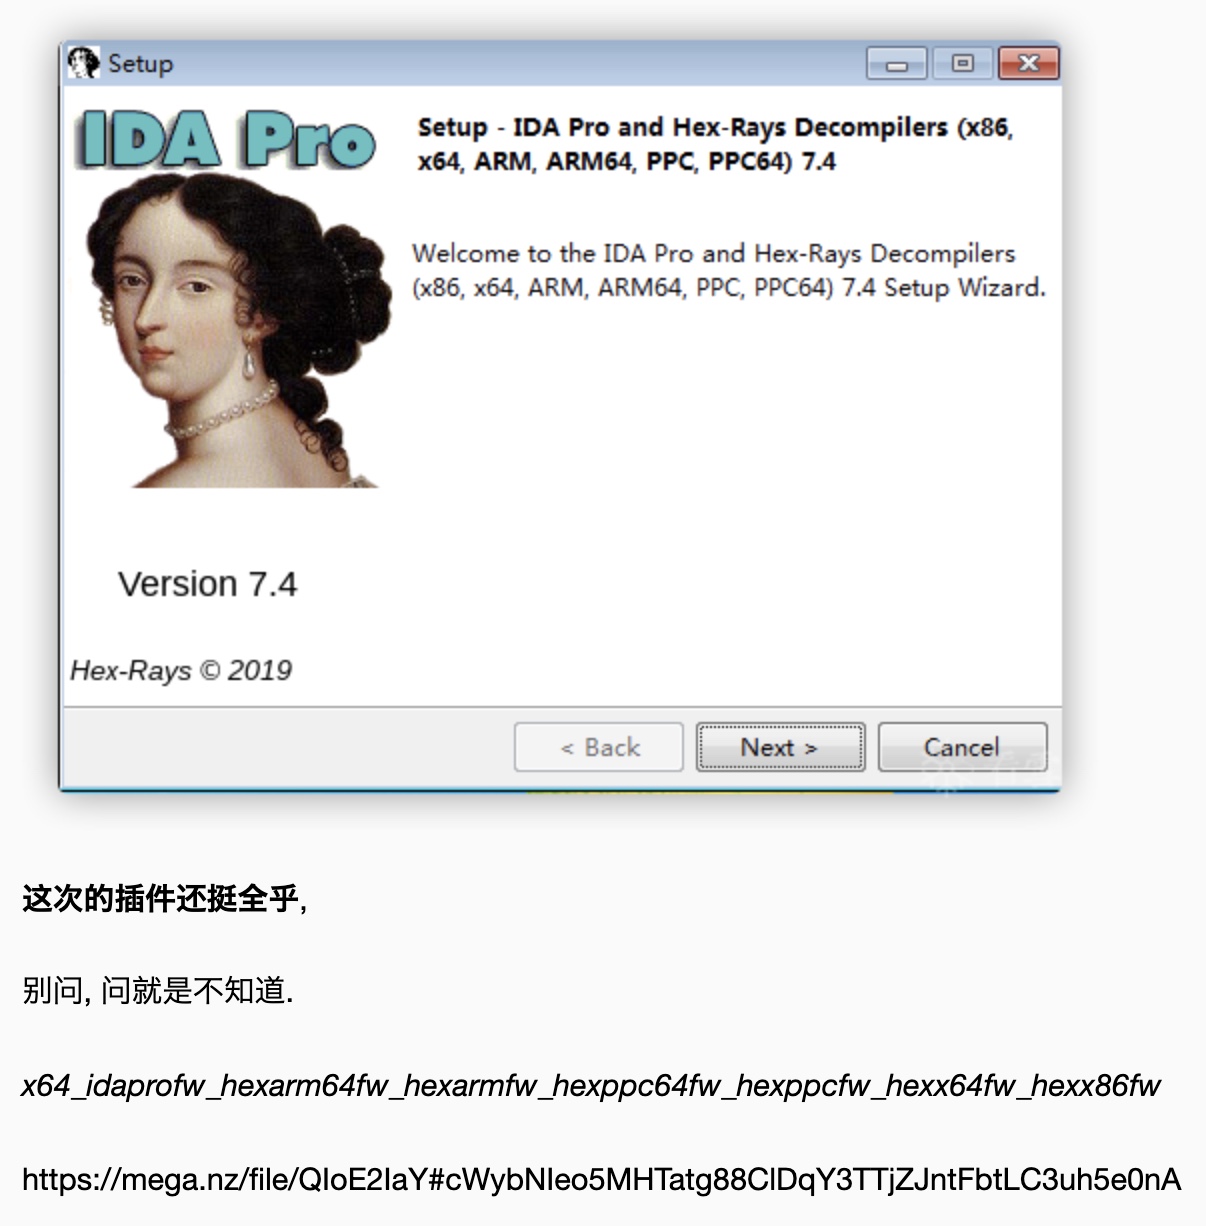 Setup
IDA Pro
Setup - IDA Pro and Hex-Rays Decompilers (x86,
x64, ARM, ARM64, PPC, PPC64) 7.4
Welcome to the IDA Pro and Hex-Rays Decompilers
(x86, x64, ARM, ARM64, PPC, PPC64) 7.4 Setup Wizard.
Version 7.4
Hex-Rays © 2019
< Back
Next >
Cancel
这次的插件还挺全乎,
别问, 问就是不知道.
x64_idaprofw_hexarm64fw_hexarmfw_hexppc64fw_hexppcfw_hexx64fw_hexx86fw
https://mega.nz/file/QIoE2IaY#cWybNIeo5MHTatg88ClDqY3TTjZJntFbtLC3uh5e0nA